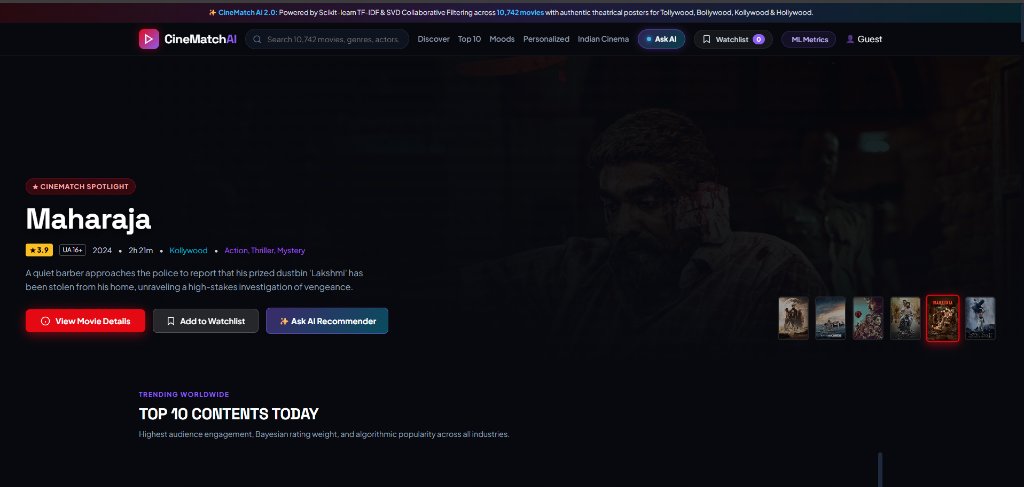 ✨ CineMatch AI 2.0: Powered by Scikit-learn TF-IDF & SVD Collaborative Filtering across 10,742 movies with authentic theatrical posters for Tollywood, Bollywood, Kollywood & Hollywood.
CineMatchAI
Search 10,742 movies, genres, actors.
Discover
Top 10
Moods
Personalized
Indian Cinema
Ask AI
Watchlist 0
ML Metrics
Guest
★ CINEMATCH SPOTLIGHT
Maharaja
★ 3.9 UA 16+ 2024 • 2h 21m • Kollywood • Action, Thriller, Mystery
A quiet barber approaches the police to report that his prized dustbin 'Lakshmi' has
been stolen from his home, unraveling a high-stakes investigation of vengeance.
View Movie Details
Add to Watchlist
✨ Ask AI Recommender
MAHARAJA
TRENDING WORLDWIDE
TOP 10 CONTENTS TODAY
Highest audience engagement, Bayesian rating weight, and algorithmic popularity across all industries.